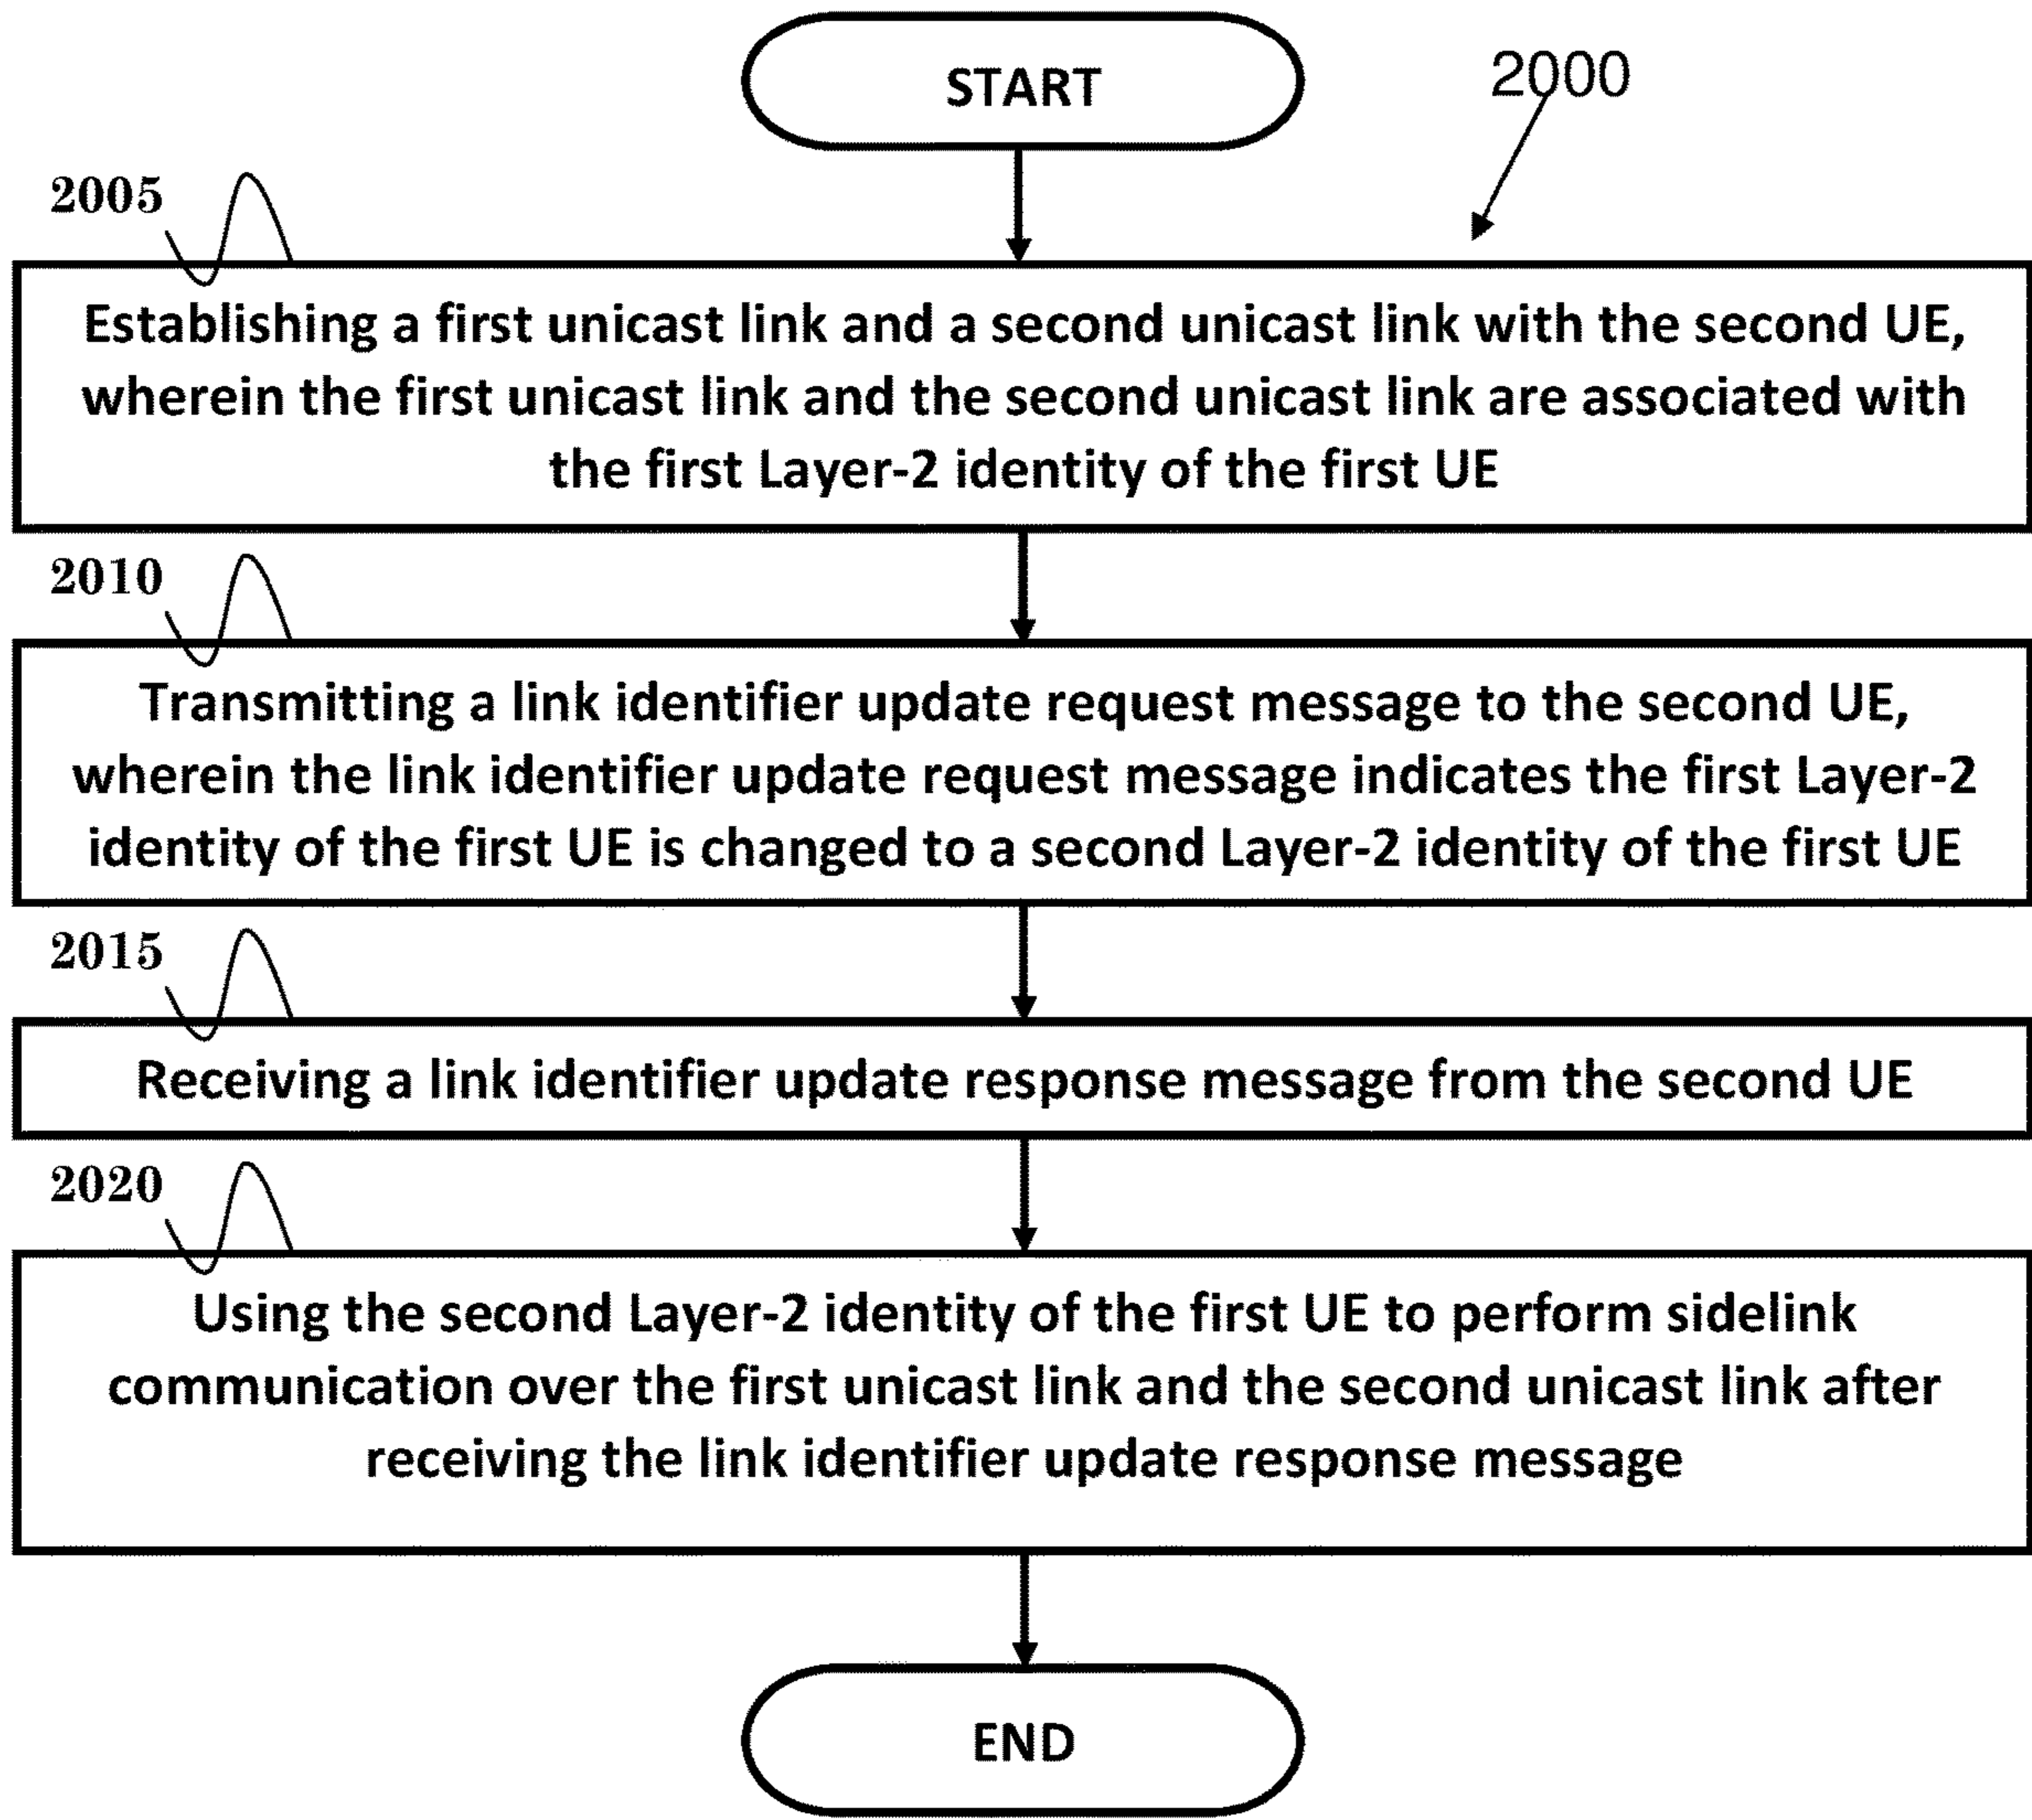 START
2000
2005
Establishing a first unicast link and a second unicast link with the second UE,
wherein the first unicast link and the second unicast link are associated with
the first Layer-2 identity of the first UE
2010
Transmitting a link identifier update request message to the second UE,
wherein the link identifier update request message indicates the first Layer-2
identity of the first UE is changed to a second Layer-2 identity of the first UE
2015
Receiving a link identifier update response message from the second UE
2020
Using the second Layer-2 identity of the first UE to perform sidelink
communication over the first unicast link and the second unicast link after
receiving the link identifier update response message
END